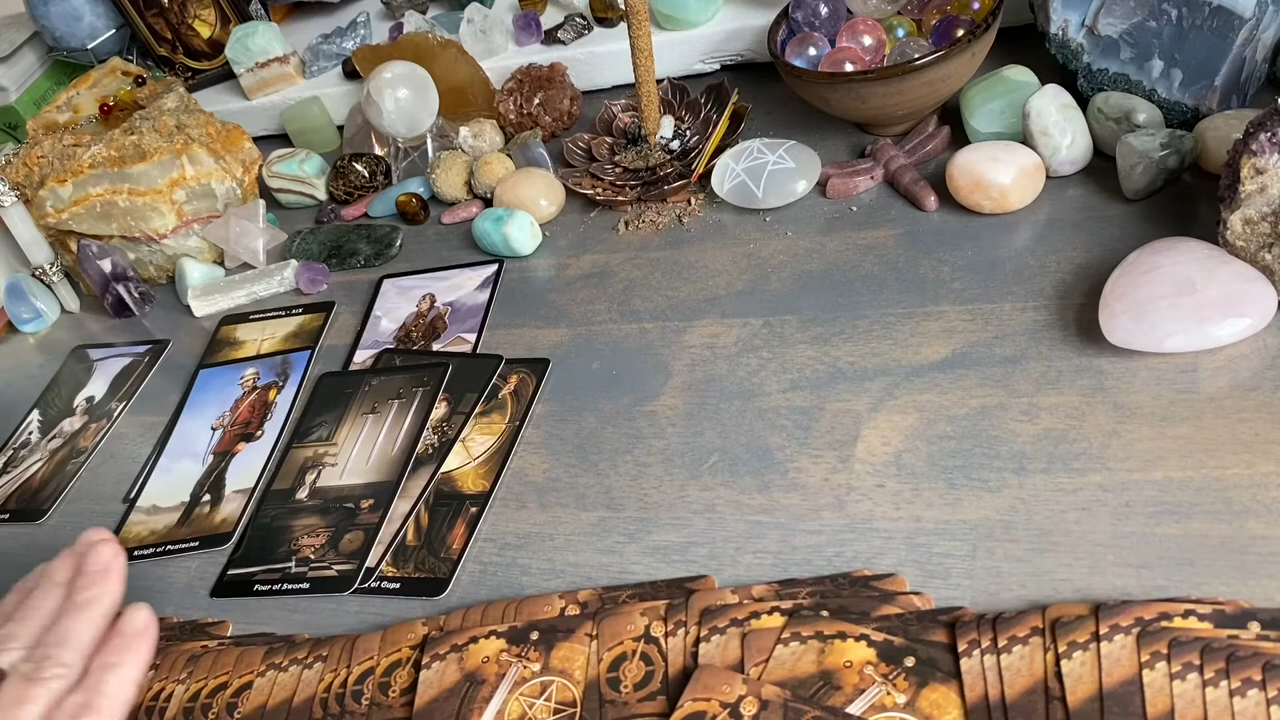 XIV - Temperance
Knight of Pentacles
Four of Swords
of Cups